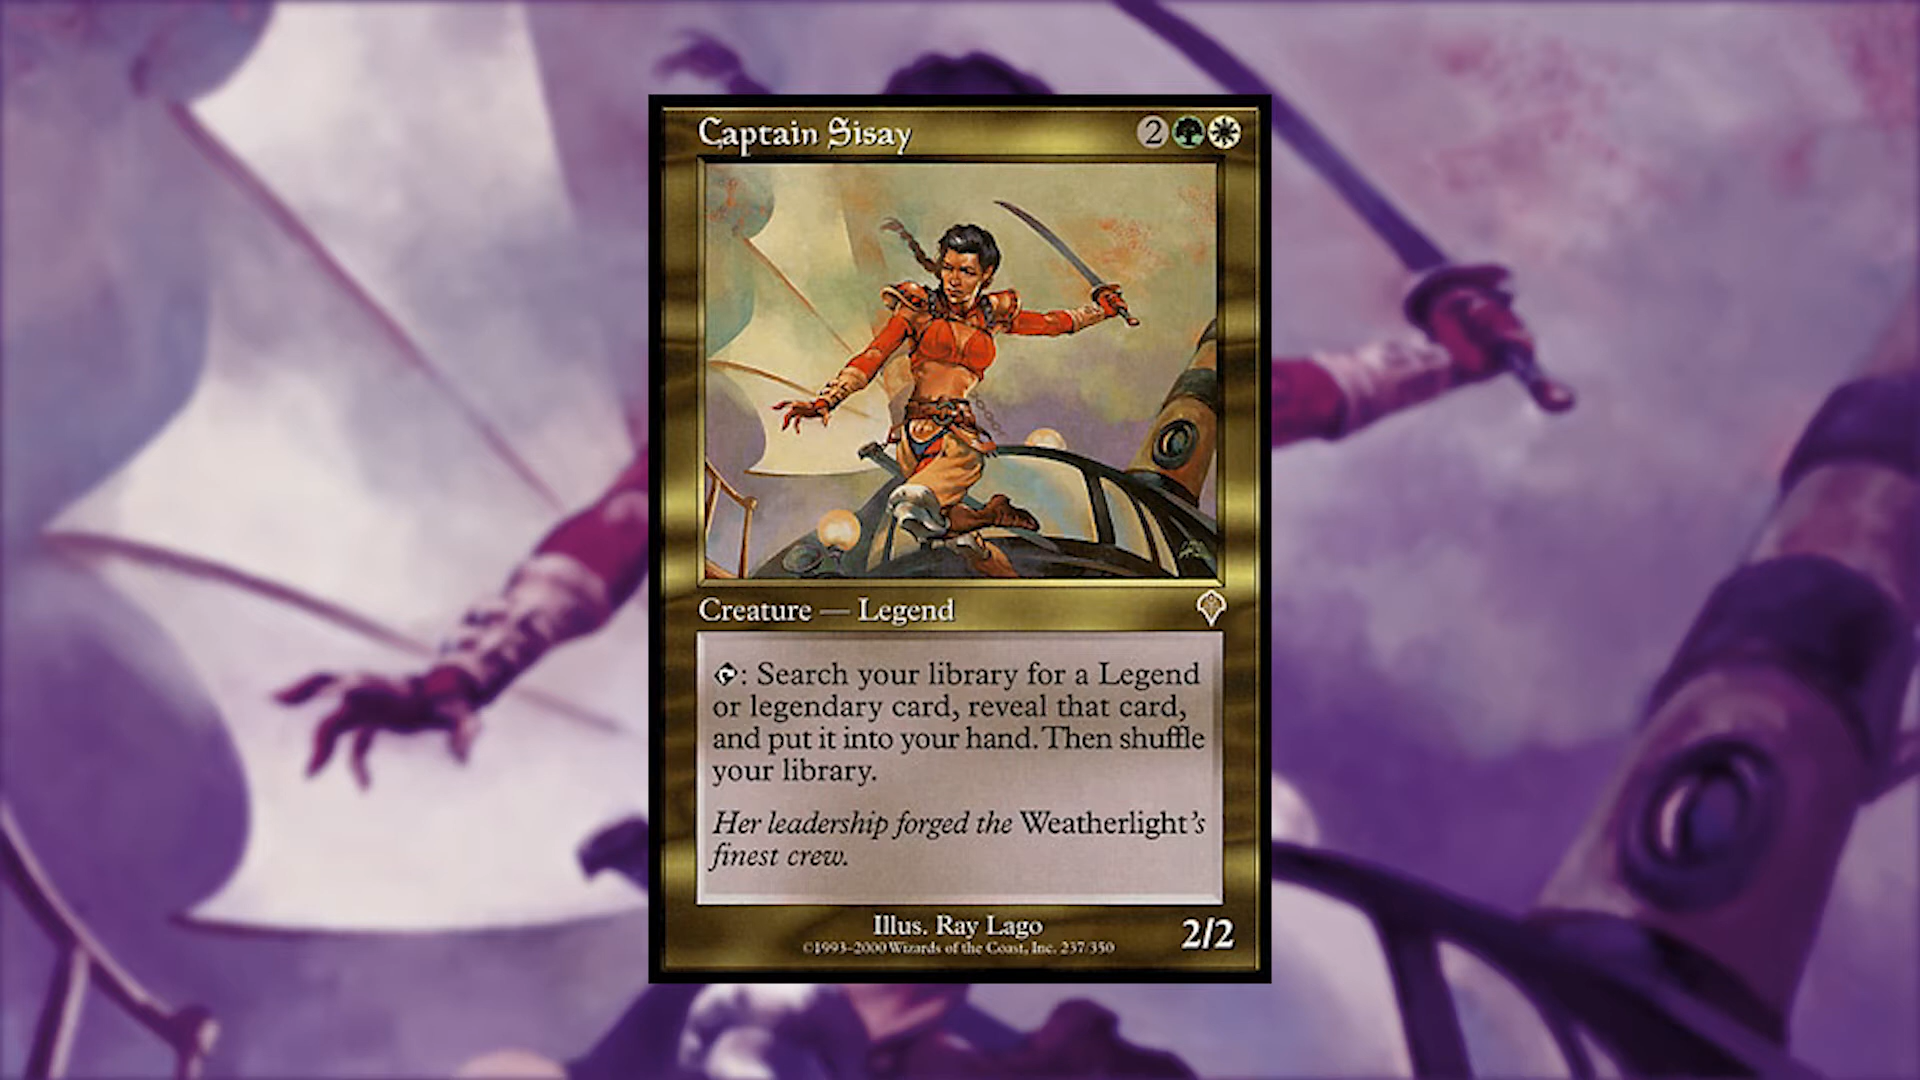 Captain Sisay 2
Creature — Legend
: Search your library for a Legend
or legendary card, reveal that card,
and put it into your hand. Then shuffle
your library.
Her leadership forged the Weatherlight's
finest crew.
Illus. Ray Lago
©1993–2000 Wizards of the Coast, Inc. 237/350
2/2